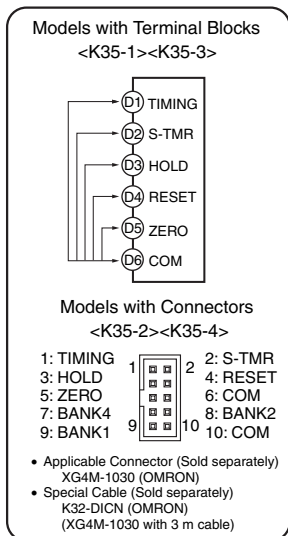 Models with Terminal Blocks
<K35-1><K35-3>
D1 TIMING
D2 S-TMR
D3 HOLD
D4 RESET
D5 ZERO
D6 COM
Models with Connectors
<K35-2><K35-4>
1: TIMING
3: HOLD
5: ZERO
7: BANK4
9: BANK1
1 2
9 10
2: S-TMR
4: RESET
6: COM
8: BANK2
10: COM
• Applicable Connector (Sold separately)
XG4M-1030 (OMRON)
• Special Cable (Sold separately)
K32-DICN (OMRON)
(XG4M-1030 with 3 m cable)